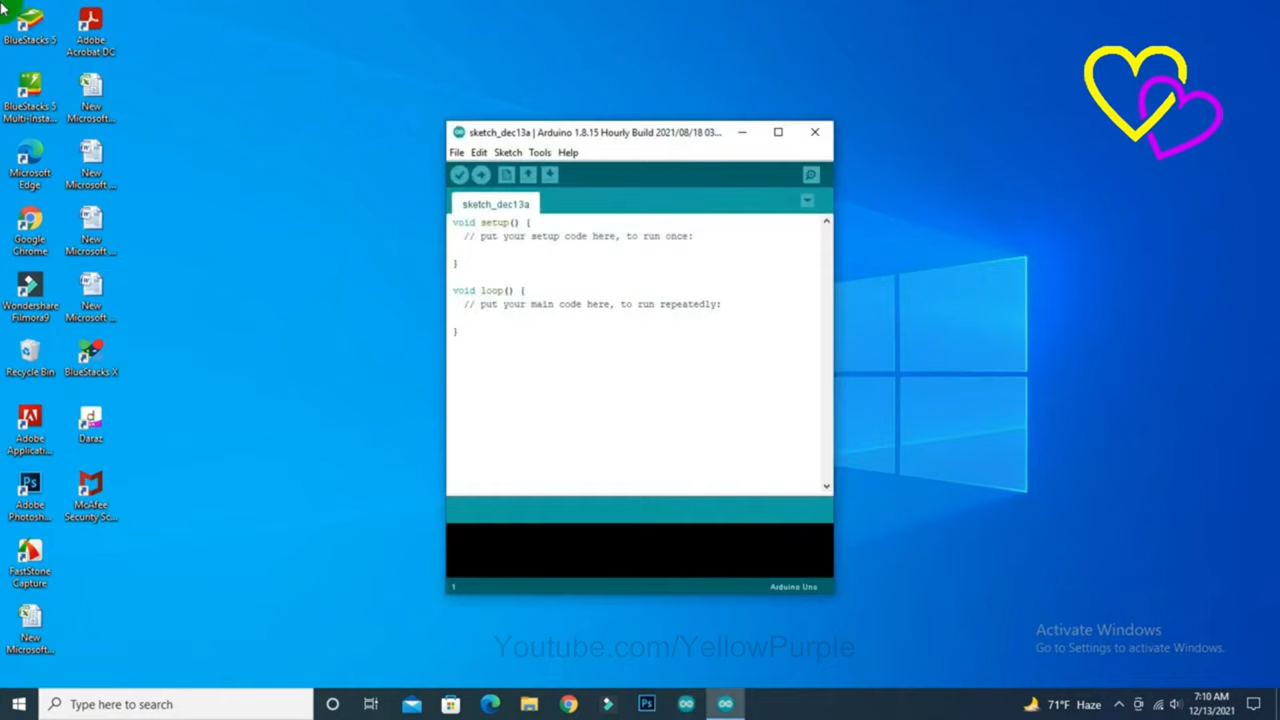 BlueStacks 5
Adobe
Acrobat DC
BlueStacks 5
Multi-Insta...
New
Microsoft...
Microsoft
Edge
New
Microsoft...
Google
Chrome
New
Microsoft...
Wondershare
Filmora9
New
Microsoft...
Recycle Bin
BlueStacks X
Adobe
Applicati...
Daraz
Adobe
Photosh...
McAfee
Security Sc...
FastStone
Capture
New
Microsoft...
sketch_dec13a | Arduino 1.8.15 Hourly Build 2021/08/18 03...
File Edit Sketch Tools Help
sketch_dec13a
void setup() {
// put your setup code here, to run once:
}
void loop() {
// put your main code here, to run repeatedly:
}
1
Arduino Uno
Youtube.com/YellowPurple
Activate Windows
Go to Settings to activate Windows.
Type here to search
Ps
71°F Haze
7:10 AM
12/13/2021